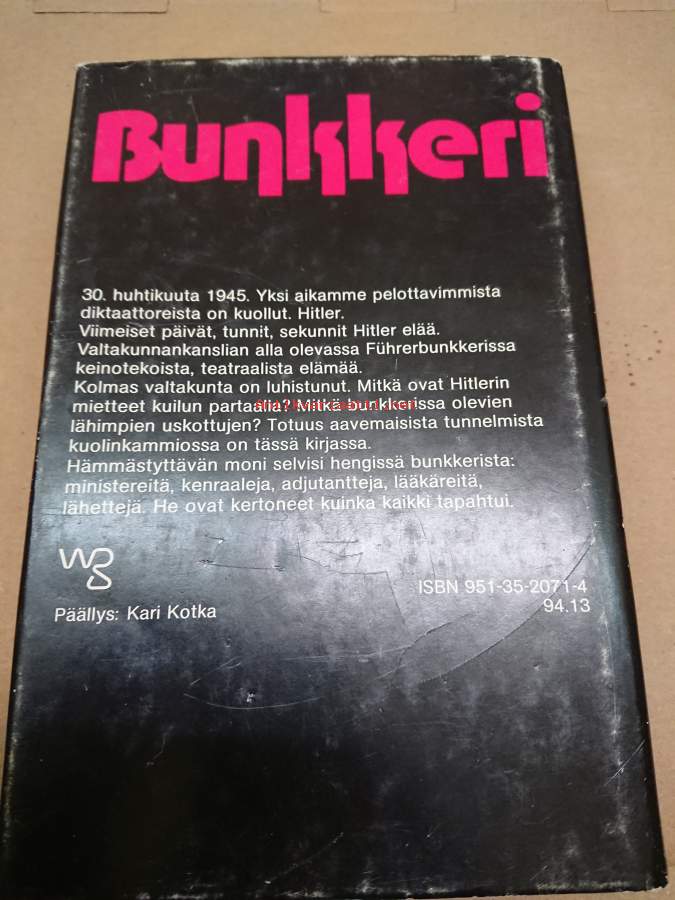 Bunkkeri
30. huhtikuuta 1945. Yksi aikamme pelottavimmista
diktaattoreista on kuollut. Hitler.
Viimeiset päivät, tunnit, sekunnit Hitler elää.
Valtakunnankanslian alla olevassa Führerbunkkerissa
keinotekoista, teatraalista elämää.
Kolmas valtakunta on luhistunut. Mitkä ovat Hitlerin
mietteet kuilun partaalla? Mitkä bunkkerissa olevien
lähimpien uskottujen? Totuus aavemaisista tunnelmista
kuolinkammiossa on tässä kirjassa.
Hämmästyttävän moni selvisi hengissä bunkkerista:
ministereitä, kenraaleja, adjutantteja, lääkäreitä,
lähettejä. He ovat kertoneet kuinka kaikki tapahtui.
WS
ISBN 951-35-2071-4
94.13
Päällys: Kari Kotka